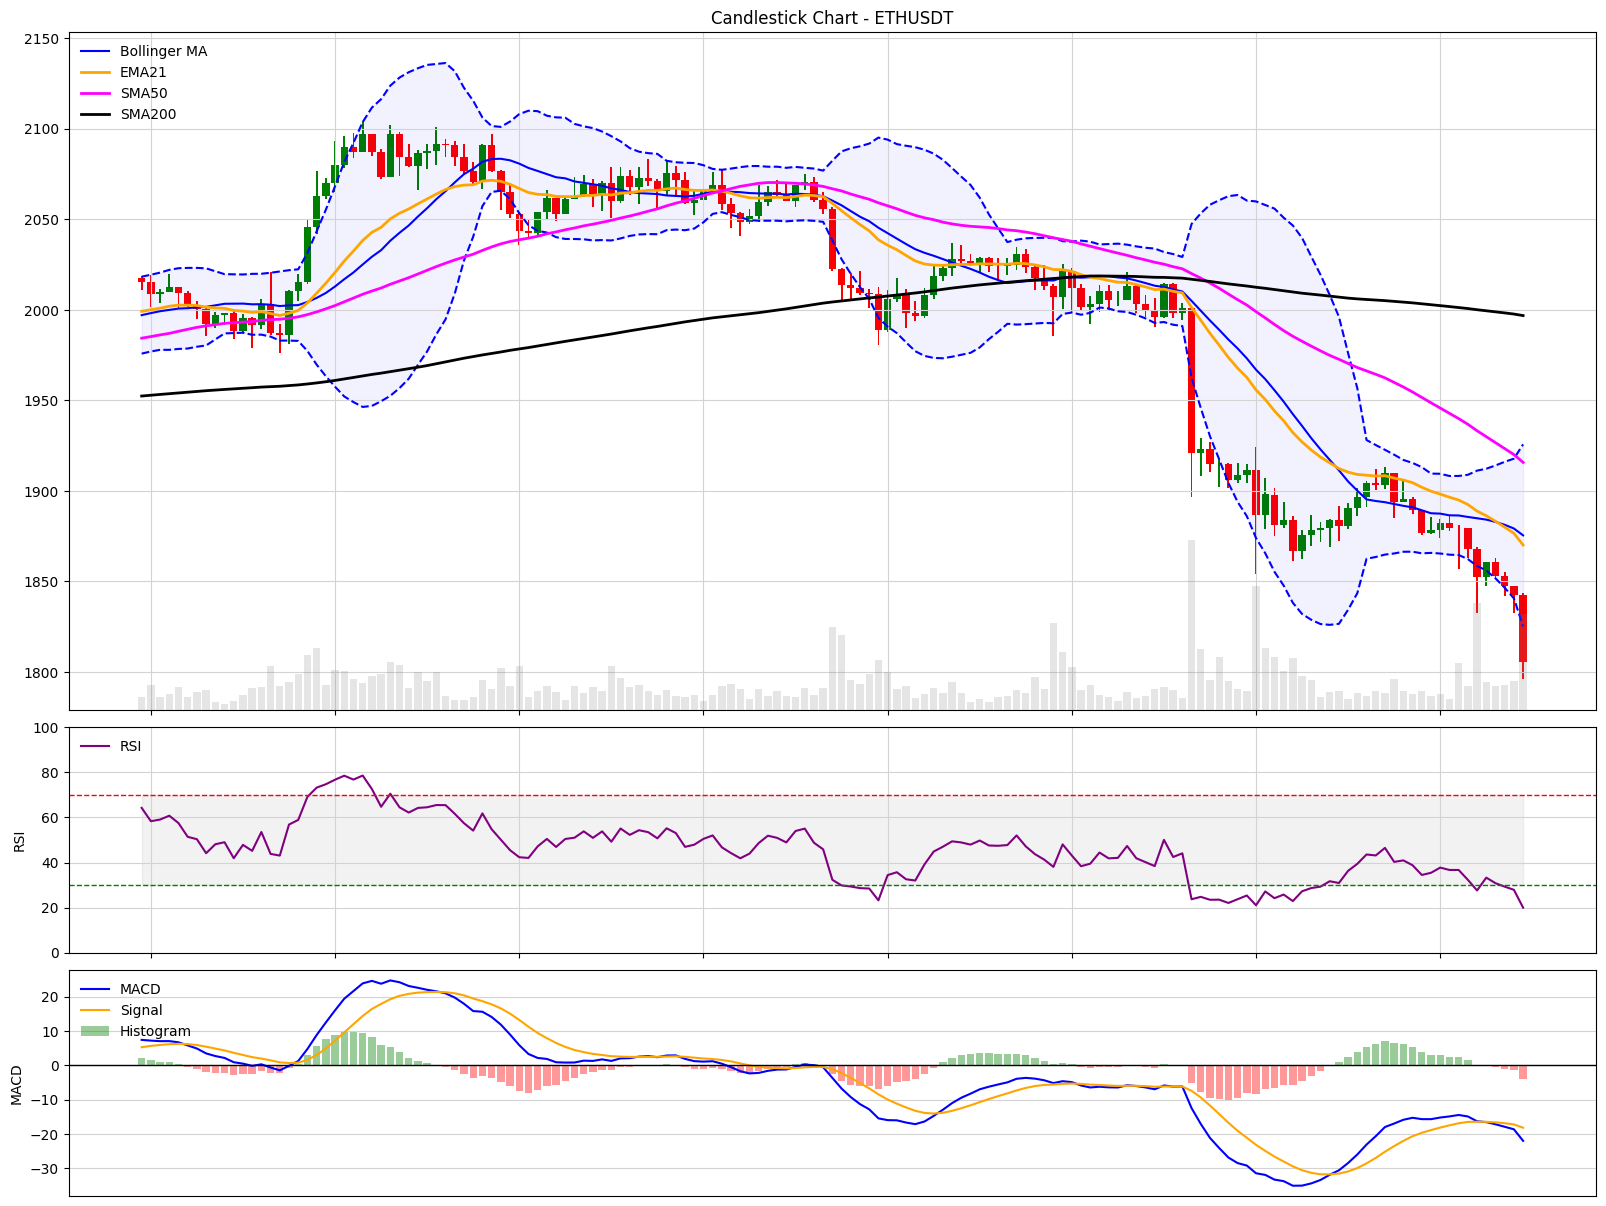 Candlestick Chart - ETHUSDT
2150
2100
2050
2000
1950
1900
1850
1800
Bollinger MA
EMA21
SMA50
SMA200
100
80
60
40
20
0
RSI
RSI
20
10
0
−10
−20
−30
MACD
MACD
Signal
Histogram